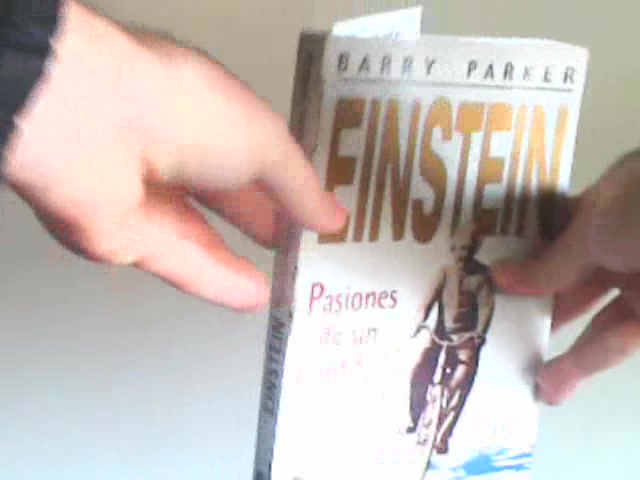 BARRY PARKER
EINSTEIN
Pasiones
de un
EINSTEIN